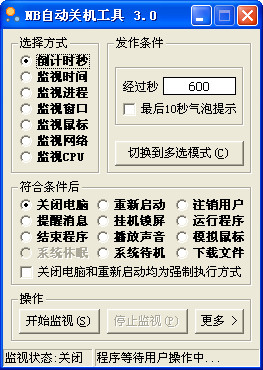 NB自动关机工具 3.0
选择方式
倒计时秒
监视时间
监视进程
监视窗口
监视鼠标
监视网络
监视CPU
发作条件
经过秒 600
最后10秒气泡提示
切换到多选模式(C)
符合条件后
关闭电脑 重新启动 注销用户
提醒消息 挂机锁屏 运行程序
结束程序 播放声音 模拟鼠标
系统休眠 系统待机 下载文件
关闭电脑和重新启动均为强制执行方式
操作
开始监视(S) 停止监视(P) 更多 >
监视状态:关闭 程序等待用户操作中...